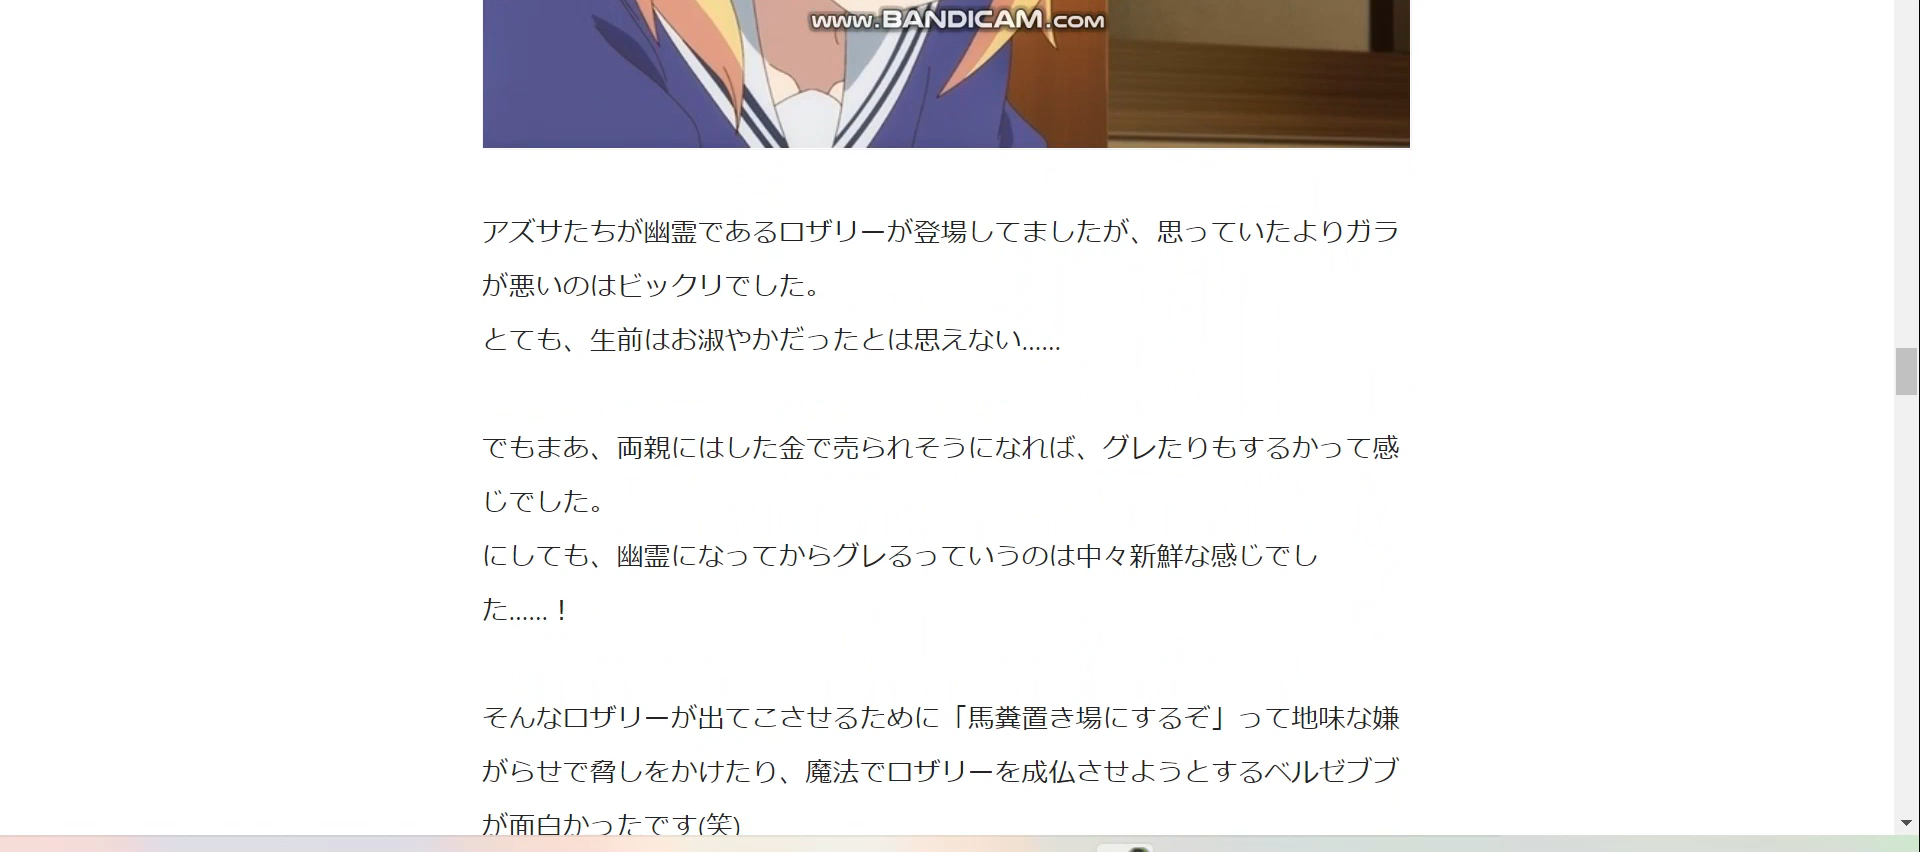 www.BANDICAM.com
アズサたちが幽霊であるロザリーが登場してましたが、思っていたよりガラ
が悪いのはビックリでした。
とても、生前はお淑やかだったとは思えない……
でもまあ、両親にはした金で売られそうになれば、グレたりもするかって感
じでした。
にしても、幽霊になってからグレるっていうのは中々新鮮な感じでし
た……！
そんなロザリーが出てこさせるために「馬糞置き場にするぞ」って地味な嫌
がらせで脅しをかけたり、魔法でロザリーを成仏させようとするベルゼブブ
が面白かったです(笑)